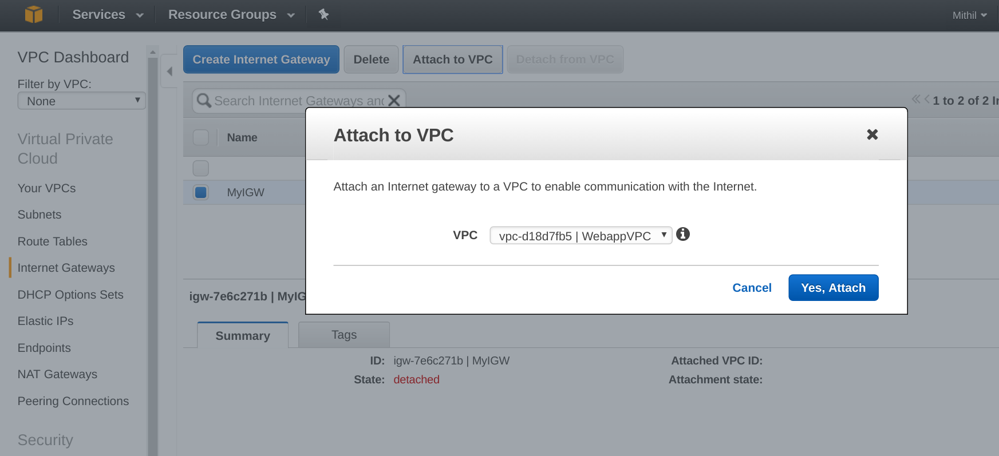 Services
Resource Groups
Mithil
VPC Dashboard
Filter by VPC:
None
Virtual Private
Cloud
Your VPCs
Subnets
Route Tables
Internet Gateways
DHCP Options Sets
Elastic IPs
Endpoints
NAT Gateways
Peering Connections
Security
Create Internet Gateway
Delete
Attach to VPC
Detach from VPC
Search Internet Gateways and
1 to 2 of 2 In
Name
MyIGW
Attach to VPC
Attach an Internet gateway to a VPC to enable communication with the Internet.
VPC
vpc-d18d7fb5 | WebappVPC
Cancel
Yes, Attach
igw-7e6c271b | MyIG
Summary
Tags
ID: igw-7e6c271b | MyIGW
Attached VPC ID:
State: detached
Attachment state: